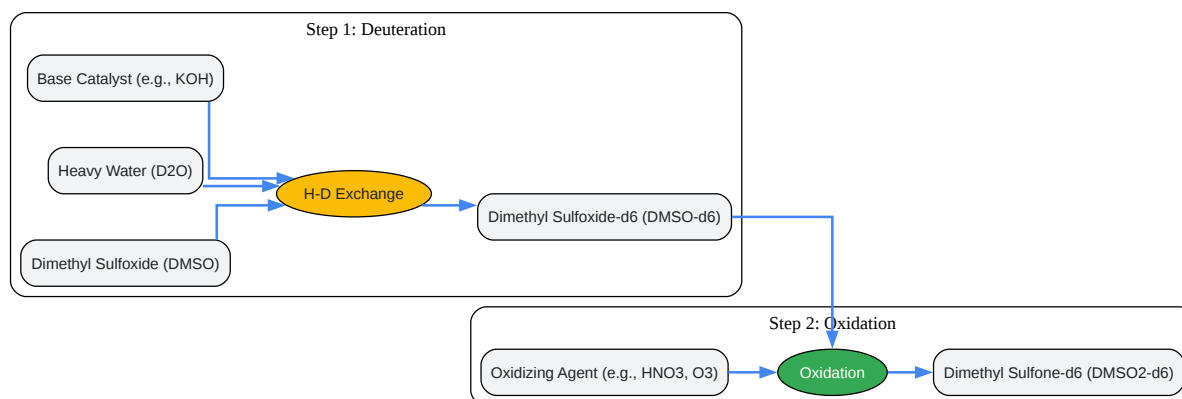 Step 1: Deuteration
Base Catalyst (e.g., KOH)
Heavy Water (D2O)
H-D Exchange
Dimethyl Sulfoxide-d6 (DMSO-d6)
Dimethyl Sulfoxide (DMSO)
Step 2: Oxidation
Oxidizing Agent (e.g., HNO3, O3)
Oxidation
Dimethyl Sulfone-d6 (DMSO2-d6)